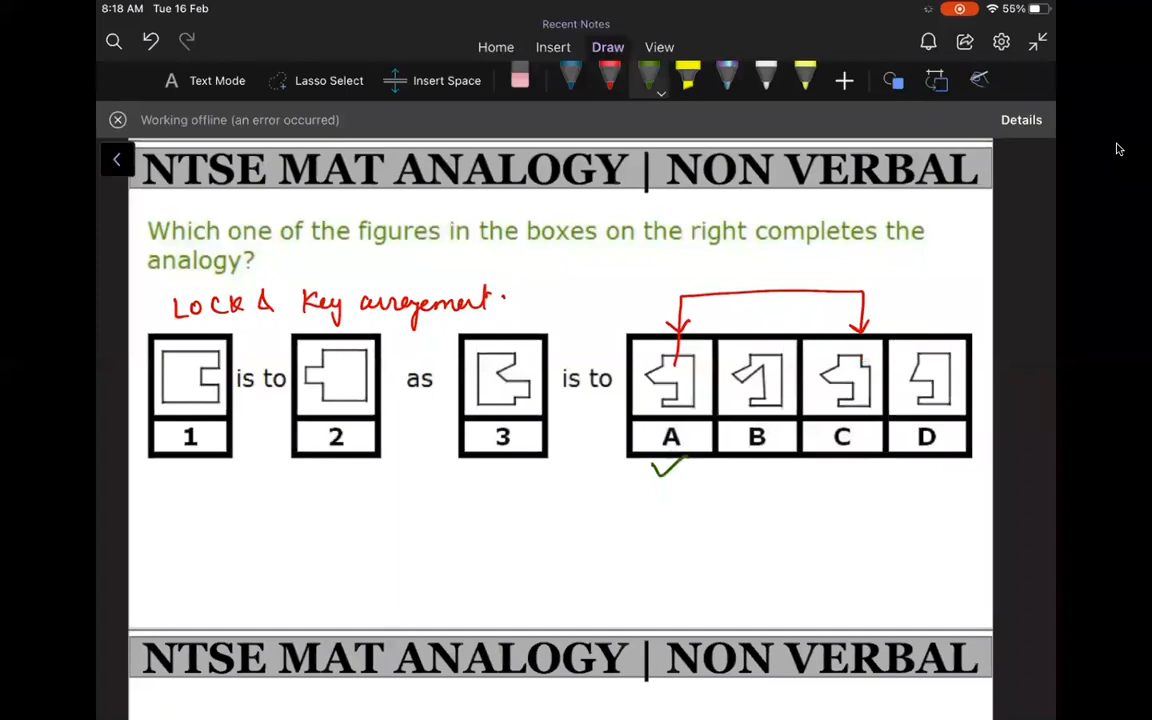 8:18 AM Tue 16 Feb
55%
Recent Notes
Home Insert Draw View
Text Mode Lasso Select Insert Space
Working offline (an error occurred)
Details
NTSE MAT ANALOGY | NON VERBAL
Which one of the figures in the boxes on the right completes the
analogy?
Lock & Key arrangement.
is to as is to
1 2 3 A B C D
NTSE MAT ANALOGY | NON VERBAL